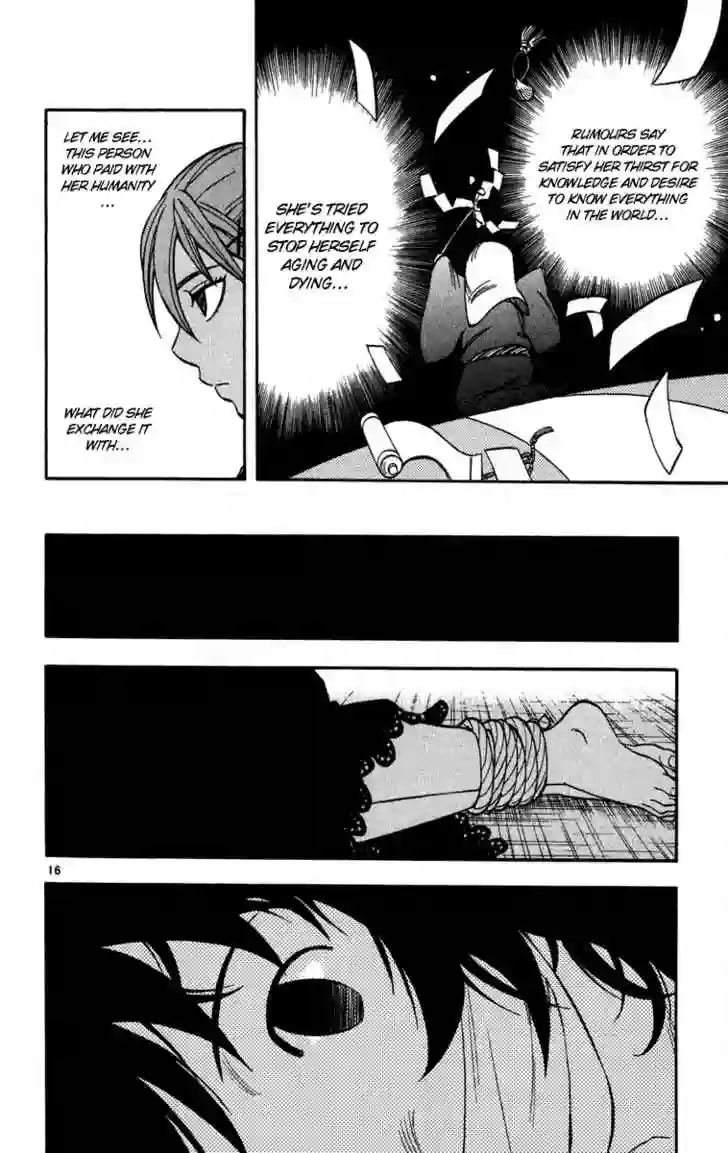 RUMOURS SAY
THAT IN ORDER TO
SATISFY HER THIRST FOR
KNOWLEDGE AND DESIRE
TO KNOW EVERYTHING
IN THE WORLD...
SHE'S TRIED
EVERYTHING TO
STOP HERSELF
AGING AND
DYING...
LET ME SEE...
THIS PERSON
WHO PAID WITH
HER HUMANITY
...
WHAT DID SHE
EXCHANGE IT
WITH...
16